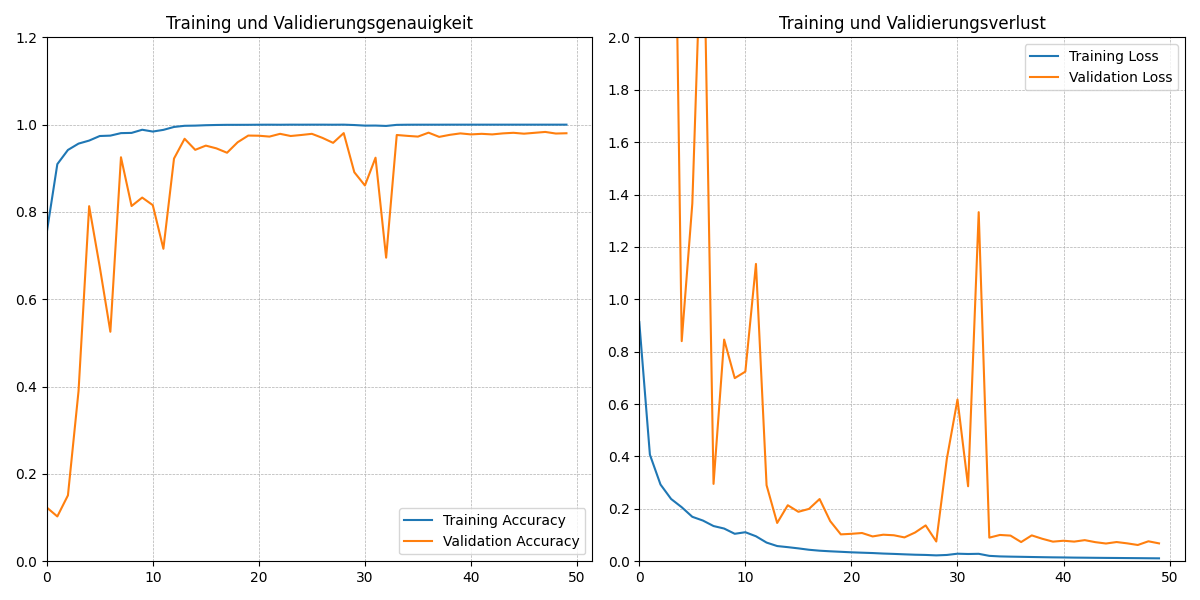 Training und Validierungsgenauigkeit
1.2
1.0
0.8
0.6
0.4
0.2
0.0
0 10 20 30 40 50
Training Accuracy
Validation Accuracy
Training und Validierungsverlust
2.0
1.8
1.6
1.4
1.2
1.0
0.8
0.6
0.4
0.2
0.0
0 10 20 30 40 50
Training Loss
Validation Loss